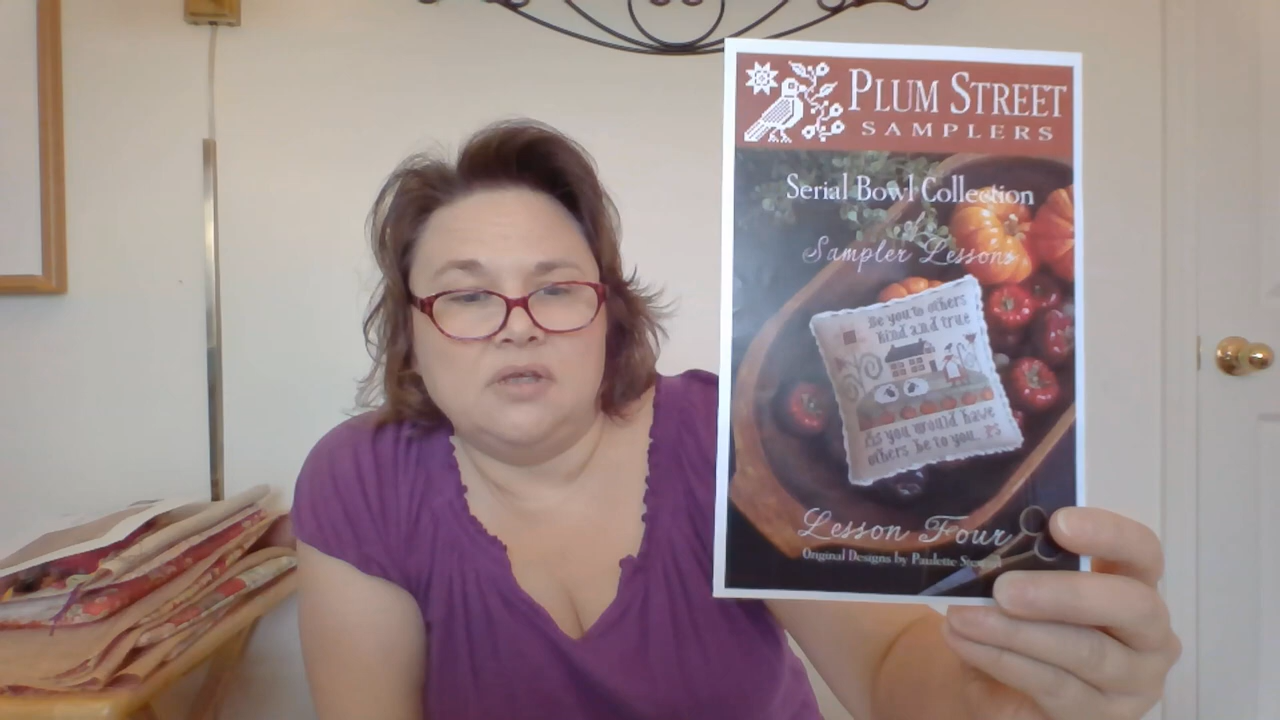 PLUM STREET
SAMPLERS
Serial Bowl Collection
Sampler Lessons
Be you to others
kind and true
As you would have
others be to you. PS
Lesson Four
Original Designs by Paulette